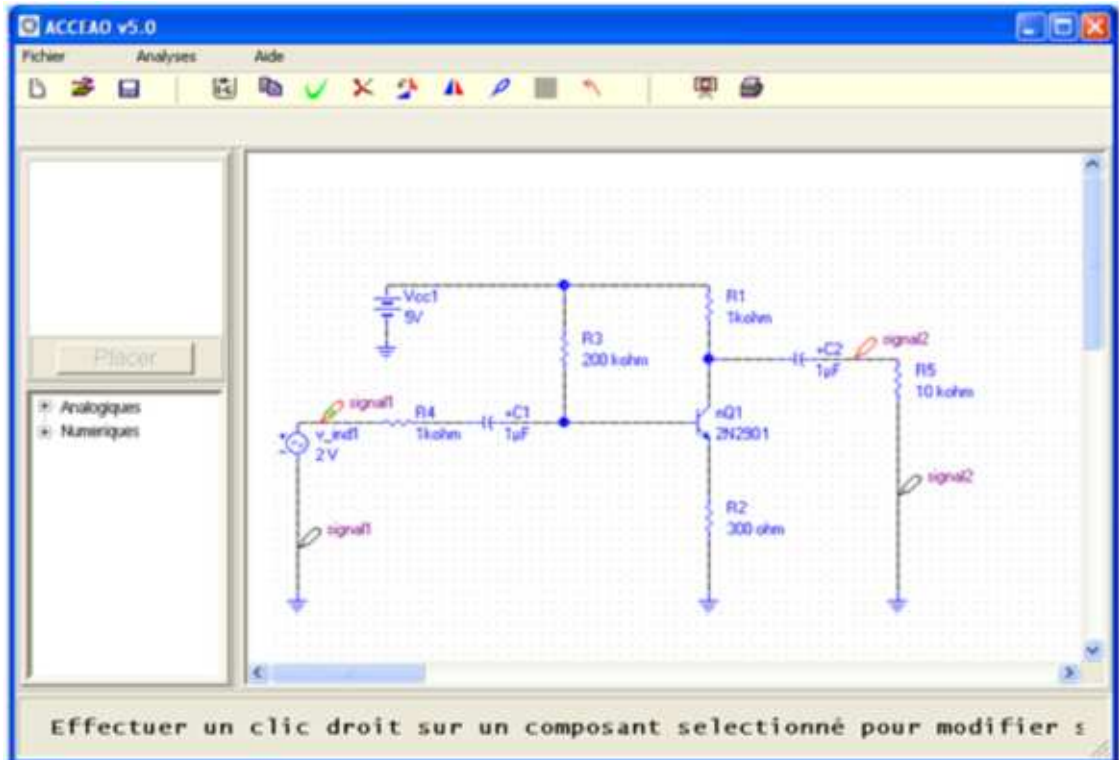 ACCEAO v5.0
Fichier Analyses Aide
Placer
Analogiques
Numeriques
Vcc1
9V
R1
1kohm
R3
200 kohm
+C2
1µF
signal2
R5
10 kohm
signal1
R4
1kohm
+C1
1µF
nQ1
2N2901
v_ind1
2 V
signal2
R2
300 ohm
signal1
Effectuer un clic droit sur un composant selectionné pour modifier s